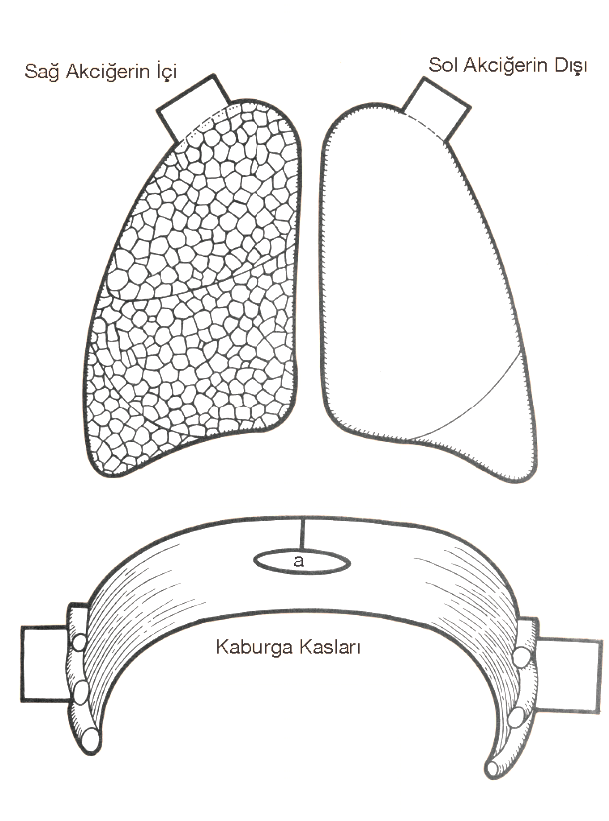 Sağ Akciğerin İçi
Sol Akciğerin Dışı
a
Kaburga Kasları